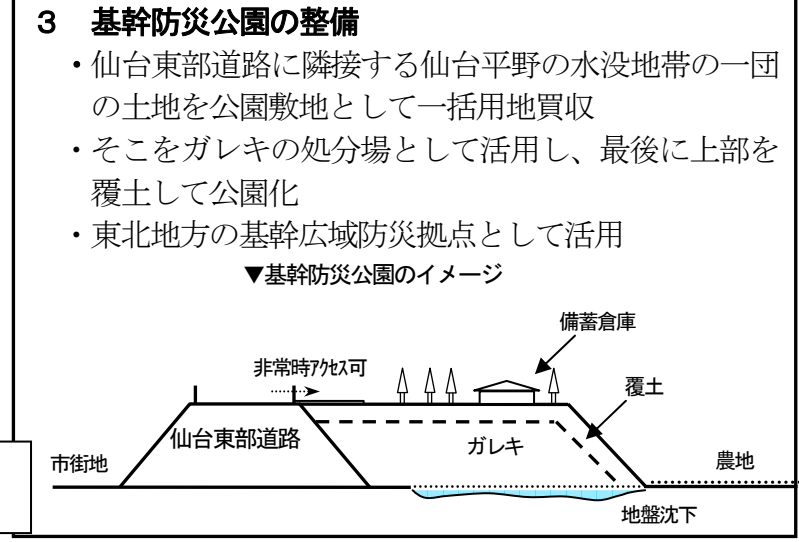 ３　基幹防災公園の整備
・仙台東部道路に隣接する仙台平野の水没地帯の一団
の土地を公園敷地として一括用地買収
・そこをガレキの処分場として活用し、最後に上部を
覆土して公園化
・東北地方の基幹広域防災拠点として活用
▼基幹防災公園のイメージ
備蓄倉庫
非常時ｱｸｾｽ可
覆土
仙台東部道路
ガレキ
市街地
農地
地盤沈下